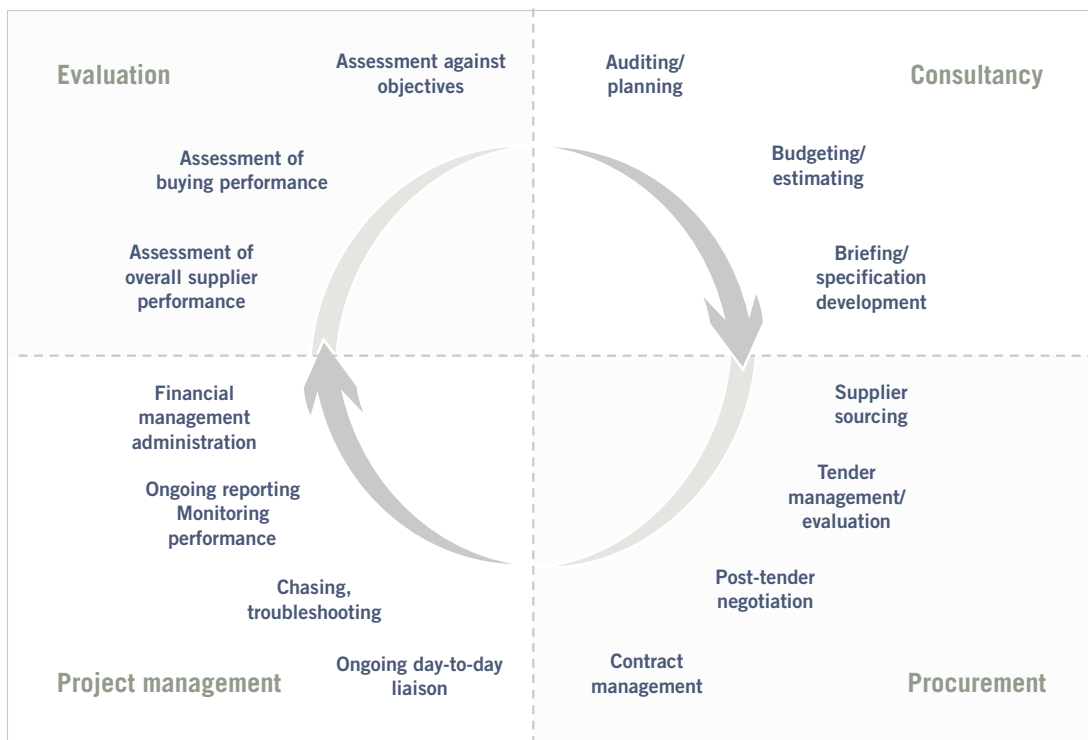 Evaluation
Assessment against
objectives
Assessment of
buying performance
Assessment of
overall supplier
performance
Auditing/
planning
Consultancy
Budgeting/
estimating
Briefing/
specification
development
Supplier
sourcing
Tender
management/
evaluation
Post-tender
negotiation
Contract
management
Procurement
Financial
management
administration
Ongoing reporting
Monitoring
performance
Chasing,
troubleshooting
Ongoing day-to-day
liaison
Project management